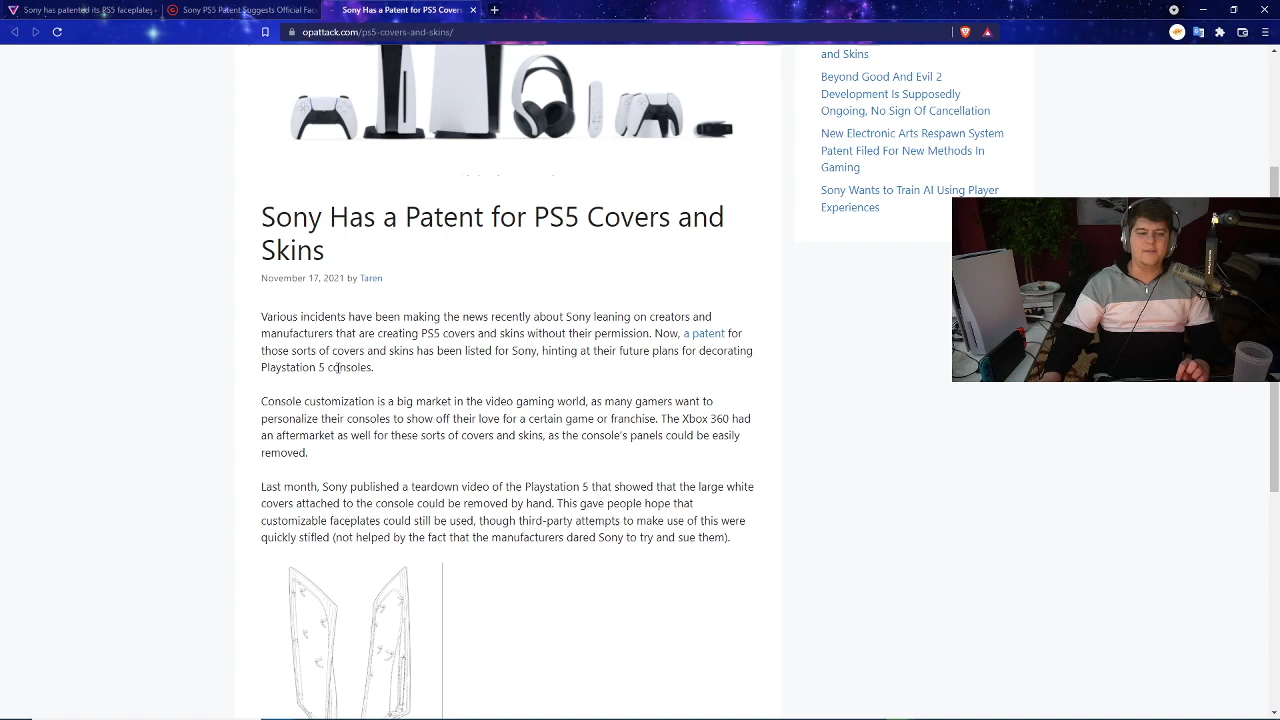 Sony has patented its PS5 faceplates
Sony PS5 Patent Suggests Official Fac
Sony Has a Patent for PS5 Covers
opattack.com/ps5-covers-and-skins/
and Skins
Beyond Good And Evil 2
Development Is Supposedly
Ongoing, No Sign Of Cancellation
New Electronic Arts Respawn System
Patent Filed For New Methods In
Gaming
Sony Wants to Train AI Using Player
Experiences
Sony Has a Patent for PS5 Covers and
Skins
November 17, 2021 by Taren
Various incidents have been making the news recently about Sony leaning on creators and
manufacturers that are creating PS5 covers and skins without their permission. Now, a patent for
those sorts of covers and skins has been listed for Sony, hinting at their future plans for decorating
Playstation 5 consoles.
Console customization is a big market in the video gaming world, as many gamers want to
personalize their consoles to show off their love for a certain game or franchise. The Xbox 360 had
an aftermarket as well for these sorts of covers and skins, as the console's panels could be easily
removed.
Last month, Sony published a teardown video of the Playstation 5 that showed that the large white
covers attached to the console could be removed by hand. This gave people hope that
customizable faceplates could still be used, though third-party attempts to make use of this were
quickly stifled (not helped by the fact that the manufacturers dared Sony to try and sue them).